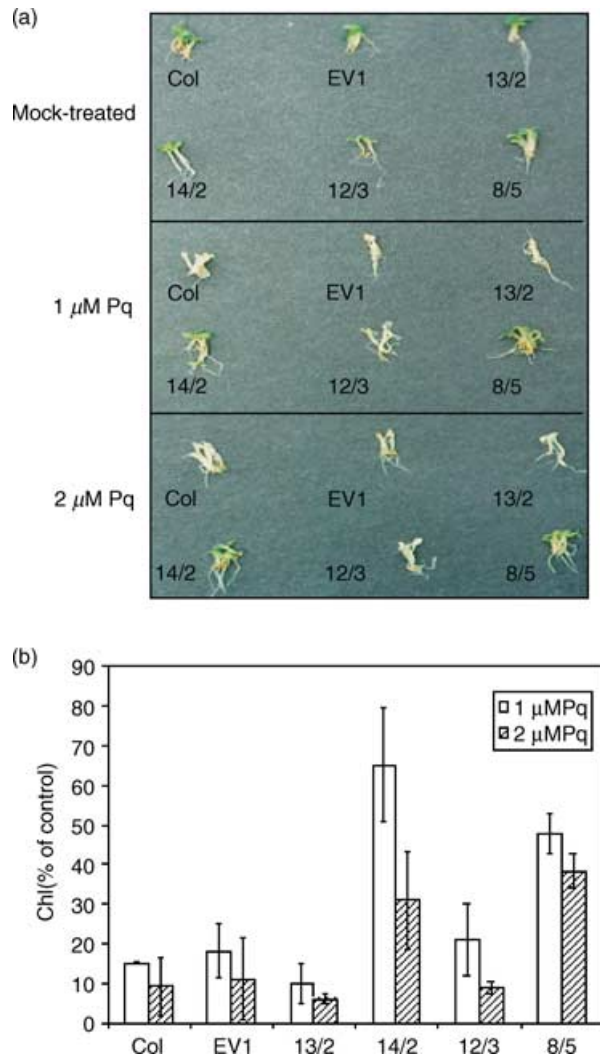 (a)
Col EV1 13/2
Mock-treated
14/2 12/3 8/5
Col EV1 13/2
1 μM Pq
14/2 12/3 8/5
Col EV1 13/2
2 μM Pq
14/2 12/3 8/5
(b)
90
80
70
60
50
40
30
20
10
0
Chl(% of control)
1 μMPq
2 μMPq
Col EV1 13/2 14/2 12/3 8/5